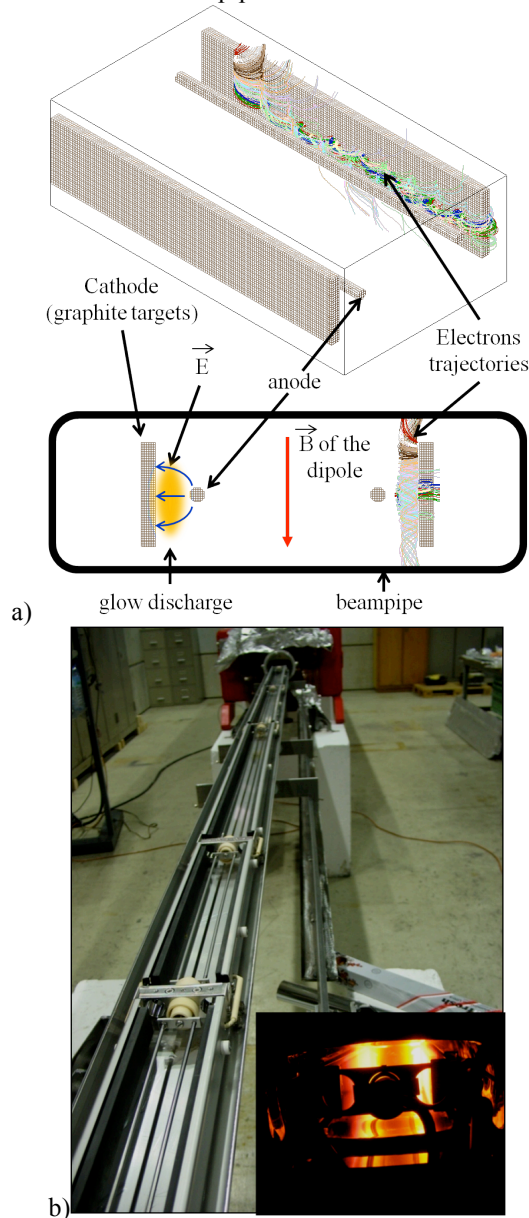 Cathode
(graphite targets)
E
anode
Electrons
trajectories
B of the
dipole
glow discharge
beampipe
a)
b)